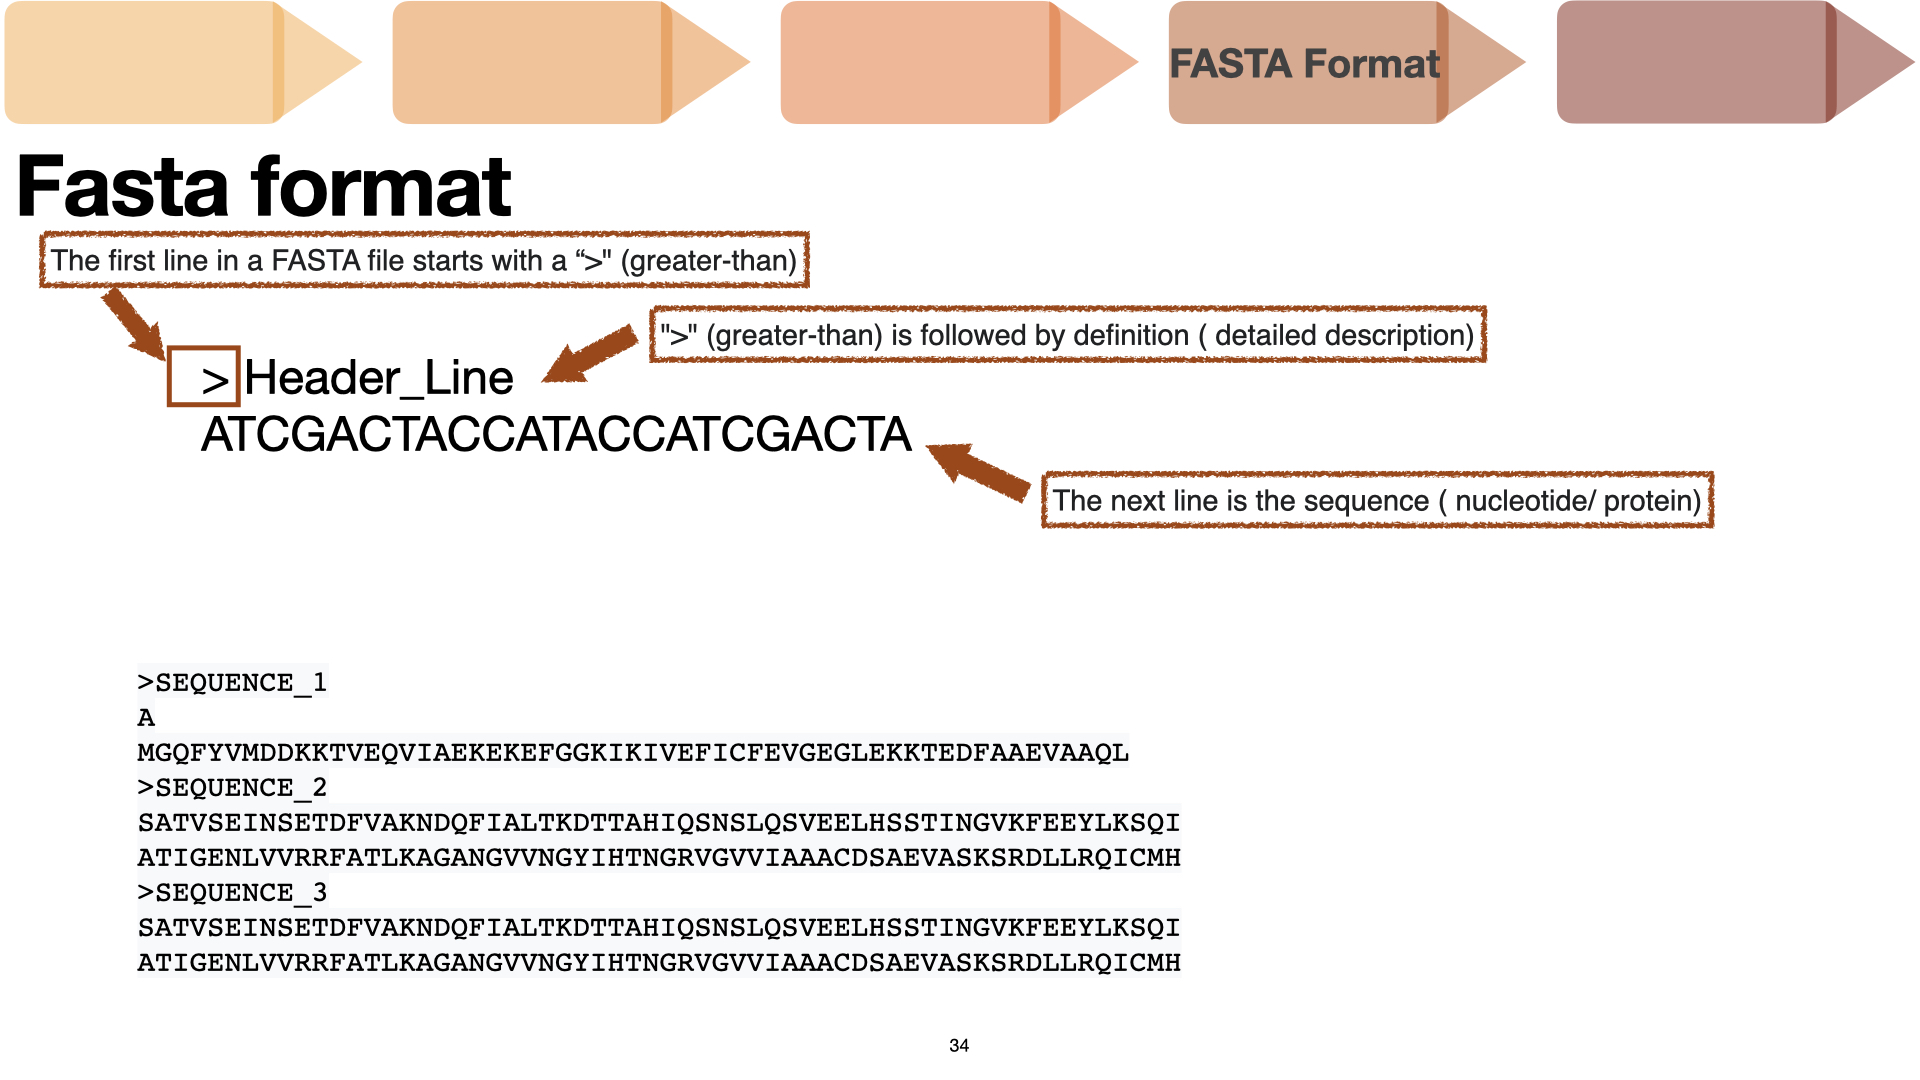 FASTA Format
Fasta format
The first line in a FASTA file starts with a “>" (greater-than)
">" (greater-than) is followed by definition ( detailed description)
> Header_Line
ATCGACTACCATACCATCGACTA
The next line is the sequence ( nucleotide/ protein)
>SEQUENCE_1
A
MGQFYVMDDKKTVEQVIAEKEKEFGGKIKIVEFICFEVGEGLEKKTEDFAAEVAAQL
>SEQUENCE_2
SATVSEINSETDFVAKNDQFIALTKDTTAHIQSNSLQSVEELHSSTINGVKFEEYLKSQI
ATIGENLVVRRFATLKAGANGVVNGYIHTNGRVGVVIAAACDSAEVASKSRDLLRQICMH
>SEQUENCE_3
SATVSEINSETDFVAKNDQFIALTKDTTAHIQSNSLQSVEELHSSTINGVKFEEYLKSQI
ATIGENLVVRRFATLKAGANGVVNGYIHTNGRVGVVIAAACDSAEVASKSRDLLRQICMH
34